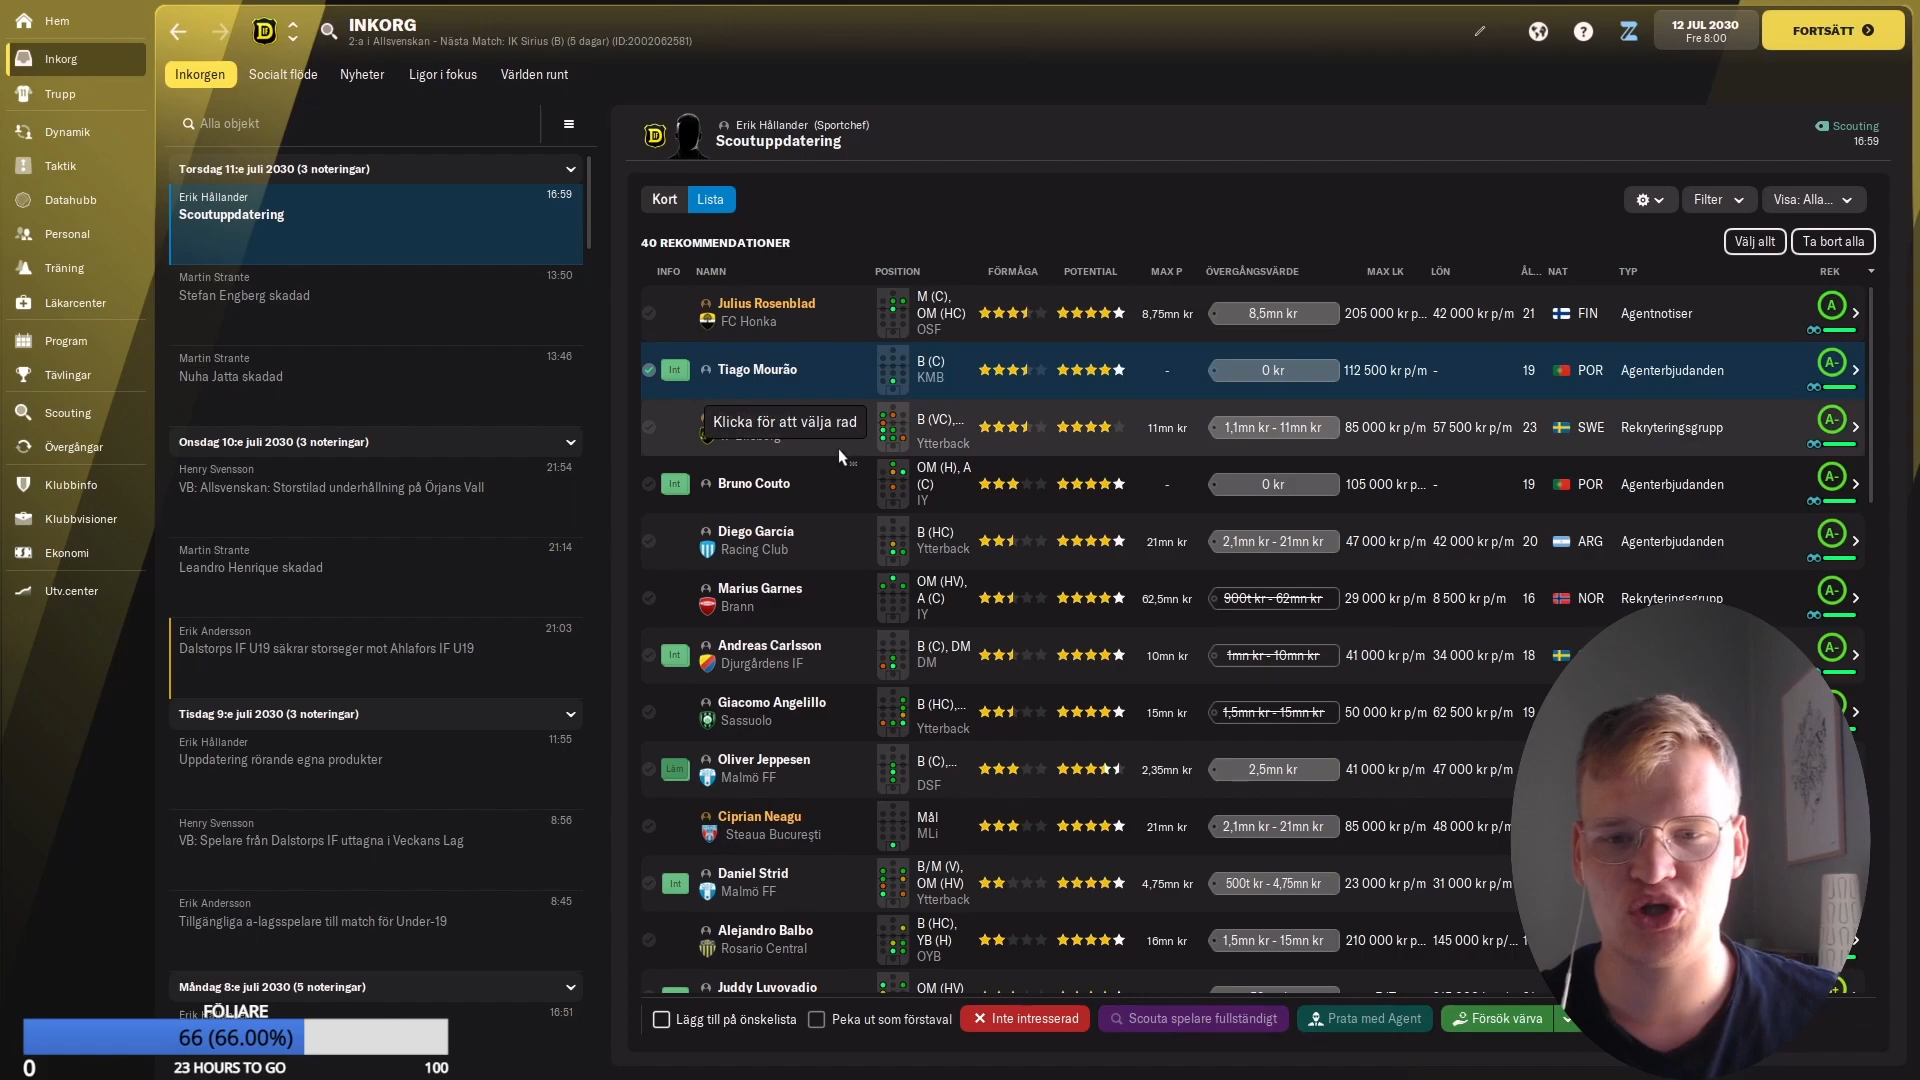 Hem
Inkorg
Trupp
Dynamik
Taktik
Datahubb
Personal
Träning
Läkarcenter
Program
Tävlingar
Scouting
Övergångar
Klubbinfo
Klubbvisioner
Ekonomi
Utv.center
INKORG
2:a i Allsvenskan - Nästa Match: IK Sirius (B) (5 dagar) (ID:2002062581)
12 JUL 2030
Fre 8:00
FORTSÄTT
Inkorgen
Socialt flöde
Nyheter
Ligor i fokus
Världen runt
Alla objekt
Torsdag 11:e juli 2030 (3 noteringar)
Erik Hållander 16:59
Scoutuppdatering
Martin Strante 13:50
Stefan Engberg skadad
Martin Strante 13:46
Nuha Jatta skadad
Onsdag 10:e juli 2030 (3 noteringar)
Henry Svensson 21:54
VB: Allsvenskan: Storstilad underhållning på Örjans Vall
Martin Strante 21:14
Leandro Henrique skadad
Erik Andersson 21:03
Dalstorps IF U19 säkrar storseger mot Ahlafors IF U19
Tisdag 9:e juli 2030 (3 noteringar)
Erik Hållander 11:55
Uppdatering rörande egna produkter
Henry Svensson 8:56
VB: Spelare från Dalstorps IF uttagna i Veckans Lag
Erik Andersson 8:45
Tillgängliga a-lagsspelare till match för Under-19
Måndag 8:e juli 2030 (5 noteringar)
16:51
FÖLJARE
66 (66.00%)
0 23 HOURS TO GO 100
Erik Hållander (Sportchef)
Scoutuppdatering
Scouting
16:59
Kort
Lista
Filter
Visa: Alla...
40 REKOMMENDATIONER
Välj allt
Ta bort alla
INFO NAMN POSITION FÖRMÅGA POTENTIAL MAX P ÖVERGÅNGSVÄRDE MAX LK LÖN ÅL... NAT TYP REK
Julius Rosenblad
FC Honka
M (C),
OM (HC)
OSF
8,75mn kr 8,5mn kr 205 000 kr p... 42 000 kr p/m 21 FIN Agentnotiser A
Int Tiago Mourão
B (C)
KMB
- 0 kr 112 500 kr p/m - 19 POR Agenterbjudanden A-
Klicka för att välja rad
B (VC),...
Ytterback
11mn kr 1,1mn kr - 11mn kr 85 000 kr p/m 57 500 kr p/m 23 SWE Rekryteringsgrupp A-
Int Bruno Couto
OM (H), A
(C)
IY
- 0 kr 105 000 kr p... - 19 POR Agenterbjudanden A-
Diego García
Racing Club
B (HC)
Ytterback
21mn kr 2,1mn kr - 21mn kr 47 000 kr p/m 42 000 kr p/m 20 ARG Agenterbjudanden A-
Marius Garnes
Brann
OM (HV),
A (C)
IY
62,5mn kr 900t kr - 62mn kr 29 000 kr p/m 8 500 kr p/m 16 NOR Rekryteringsgrupp A-
Int Andreas Carlsson
Djurgårdens IF
B (C), DM
DM
10mn kr 1mn kr - 10mn kr 41 000 kr p/m 34 000 kr p/m 18 A-
Giacomo Angelillo
Sassuolo
B (HC),...
Ytterback
15mn kr 1,5mn kr - 15mn kr 50 000 kr p/m 62 500 kr p/m 19
Läm Oliver Jeppesen
Malmö FF
B (C),...
DSF
2,35mn kr 2,5mn kr 41 000 kr p/m 47 000 kr p/m
Ciprian Neagu
Steaua Bucureşti
Mål
MLi
21mn kr 2,1mn kr - 21mn kr 85 000 kr p/m 48 000 kr p/m
Int Daniel Strid
Malmö FF
B/M (V),
OM (HV)
Ytterback
4,75mn kr 500t kr - 4,75mn kr 23 000 kr p/m 31 000 kr p/m
Alejandro Balbo
Rosario Central
B (HC),
YB (H)
OYB
16mn kr 1,5mn kr - 15mn kr 210 000 kr p... 145 000 kr p/...
Juddy Luvovadio
OM (HV)
Lägg till på önskelista
Peka ut som förstaval
Inte intresserad
Scouta spelare fullständigt
Prata med Agent
Försök värva